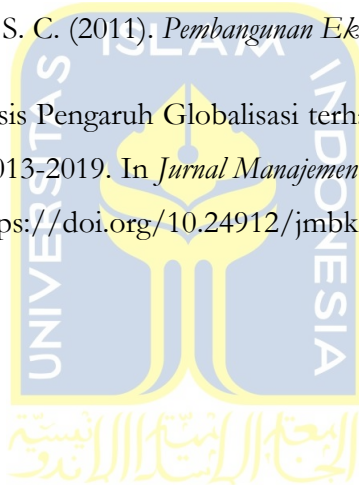 S. C. (2011). Pembangunan Ek
sis Pengaruh Globalisasi terh
013-2019. In Jurnal Manajemen
ps://doi.org/10.24912/jmbk
UNIVERSITAS
ISLAM
INDONESIA